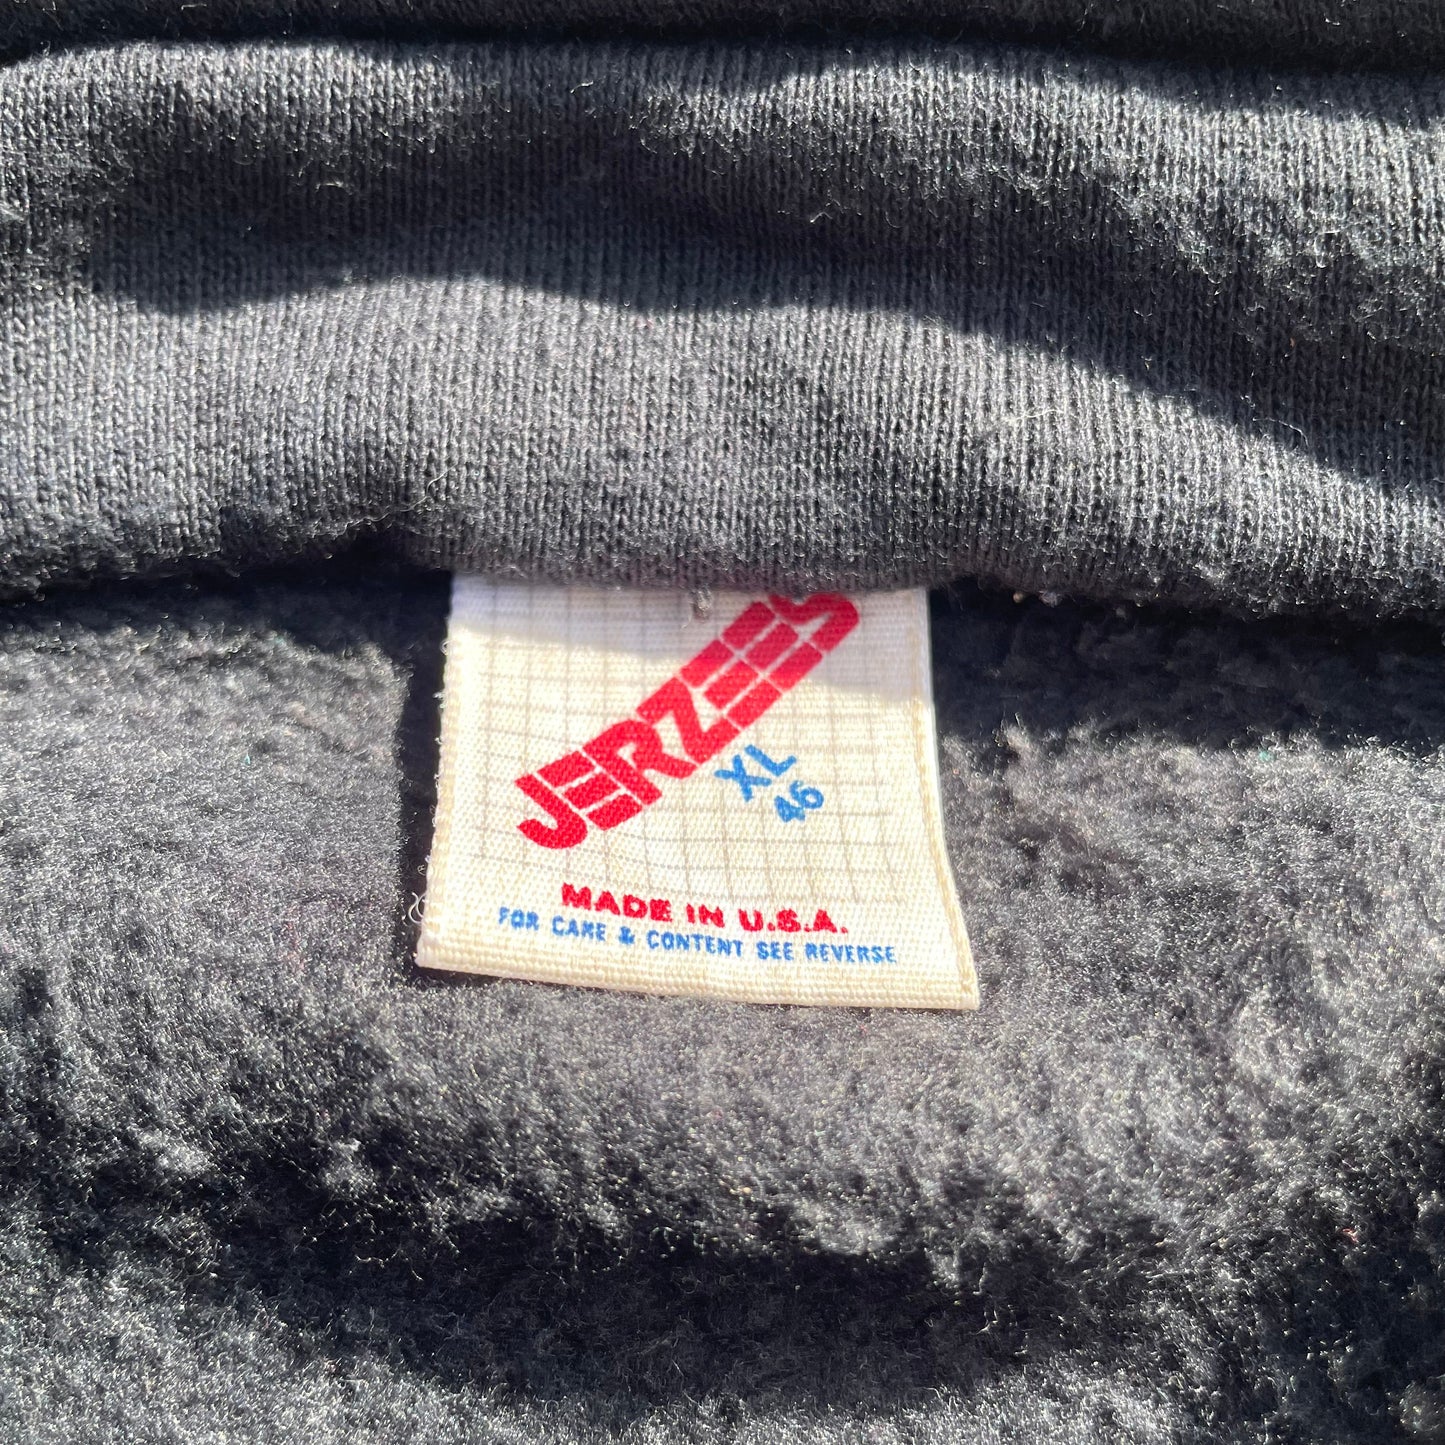 JERZEES
XL
46
MADE IN U.S.A.
FOR CARE & CONTENT SEE REVERSE